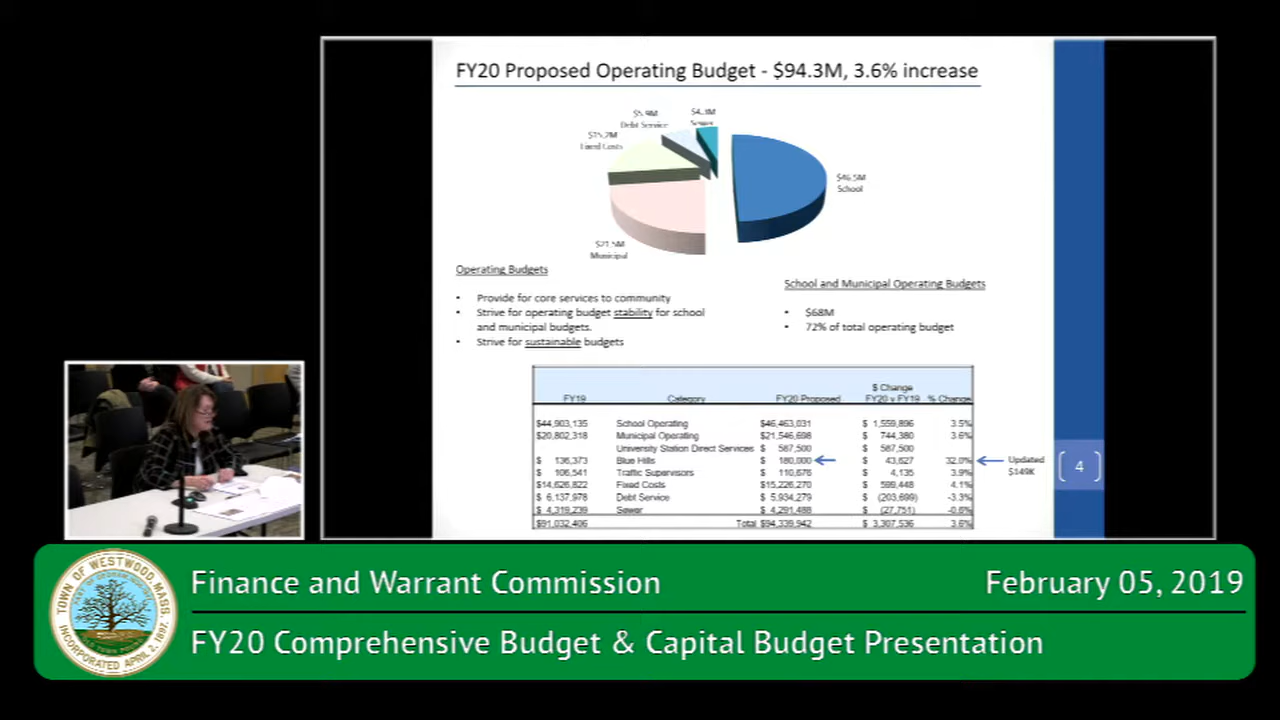 FY20 Proposed Operating Budget - $94.3M, 3.6% increase
$5.9M
Debt Service
$4.3M
Sewer
$15.2M
Fixed Costs
$46.5M
School
$21.5M
Municipal
Operating Budgets
• Provide for core services to community
• Strive for operating budget stability for school
and municipal budgets.
• Strive for sustainable budgets
School and Municipal Operating Budgets
• $68M
• 72% of total operating budget
$ Change
FY19 Category FY20 Proposed FY20 v FY19 % Change
$44,903,135 School Operating $46,463,031 $ 1,559,896 3.5%
$20,802,318 Municipal Operating $21,546,698 $ 744,380 3.6%
University Station Direct Services $ 587,500 $ 587,500
$ 136,373 Blue Hills $ 180,000 $ 43,627 32.0%
$ 106,541 Traffic Supervisors $ 110,676 $ 4,135 3.9%
$14,626,822 Fixed Costs $15,226,270 $ 599,448 4.1%
$ 6,137,978 Debt Service $ 5,934,279 $ (203,699) -3.3%
$ 4,319,239 Sewer $ 4,291,488 $ (27,751) -0.6%
$91,032,406 Total $94,339,942 $ 3,307,536 3.6%
Updated
$149K
4
TOWN OF WESTWOOD, MASS.
INCORPORATED APRIL 2, 1897.
Finance and Warrant Commission
February 05, 2019
FY20 Comprehensive Budget & Capital Budget Presentation